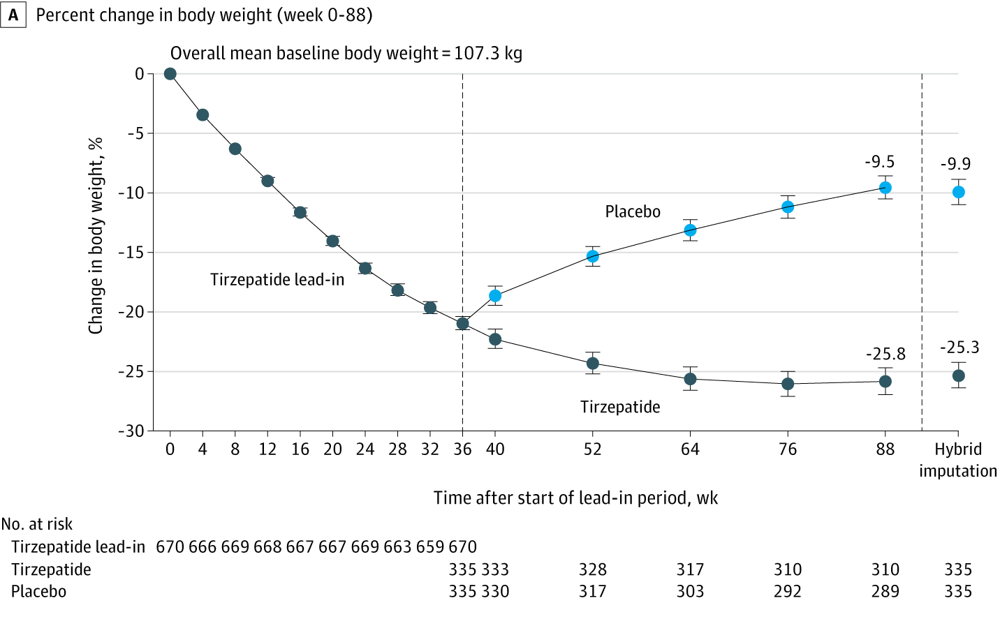 A Percent change in body weight (week 0-88)
Overall mean baseline body weight = 107.3 kg
Change in body weight, %
0
-5
-10
-15
-20
-25
-30
Tirzepatide lead-in
Placebo
Tirzepatide
-9.5
-9.9
-25.8
-25.3
0 4 8 12 16 20 24 28 32 36 40 52 64 76 88 Hybrid
imputation
Time after start of lead-in period, wk
No. at risk
Tirzepatide lead-in 670 666 669 668 667 667 669 663 659 670
Tirzepatide 335 333 328 317 310 310 335
Placebo 335 330 317 303 292 289 335